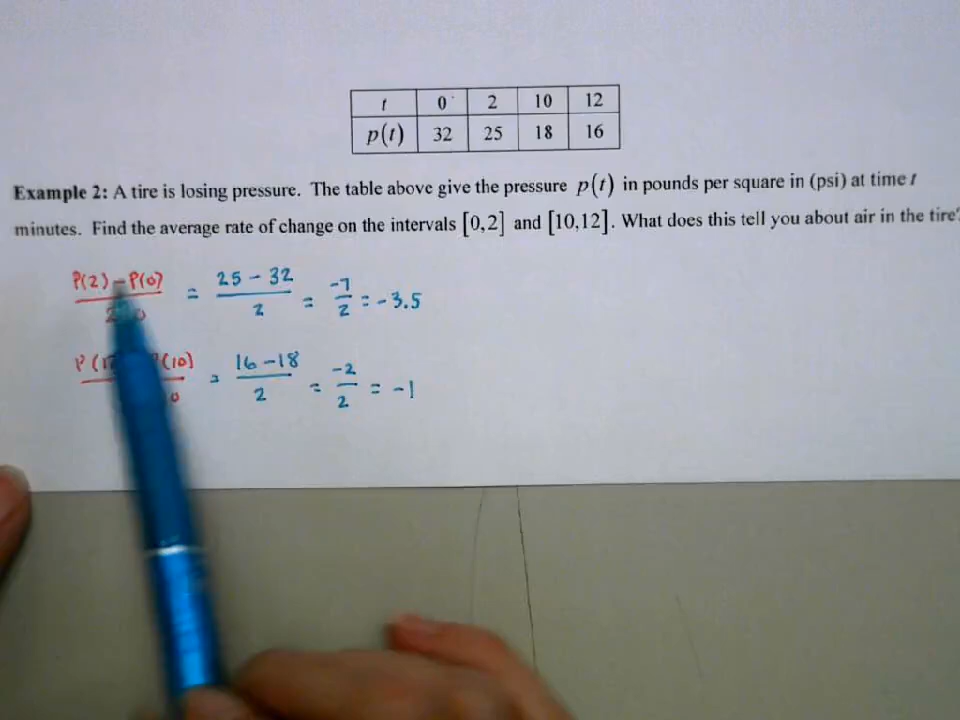 t 0 2 10 12
p(t) 32 25 18 16
Example 2: A tire is losing pressure. The table above give the pressure p(t) in pounds per square in (psi) at time t
minutes. Find the average rate of change on the intervals [0,2] and [10,12]. What does this tell you about air in the tire?
P(2) - P(0) = 25 - 32 = -7 = - 3.5
2 2
P(10) = 16 - 18 = -2 = -1
2 2